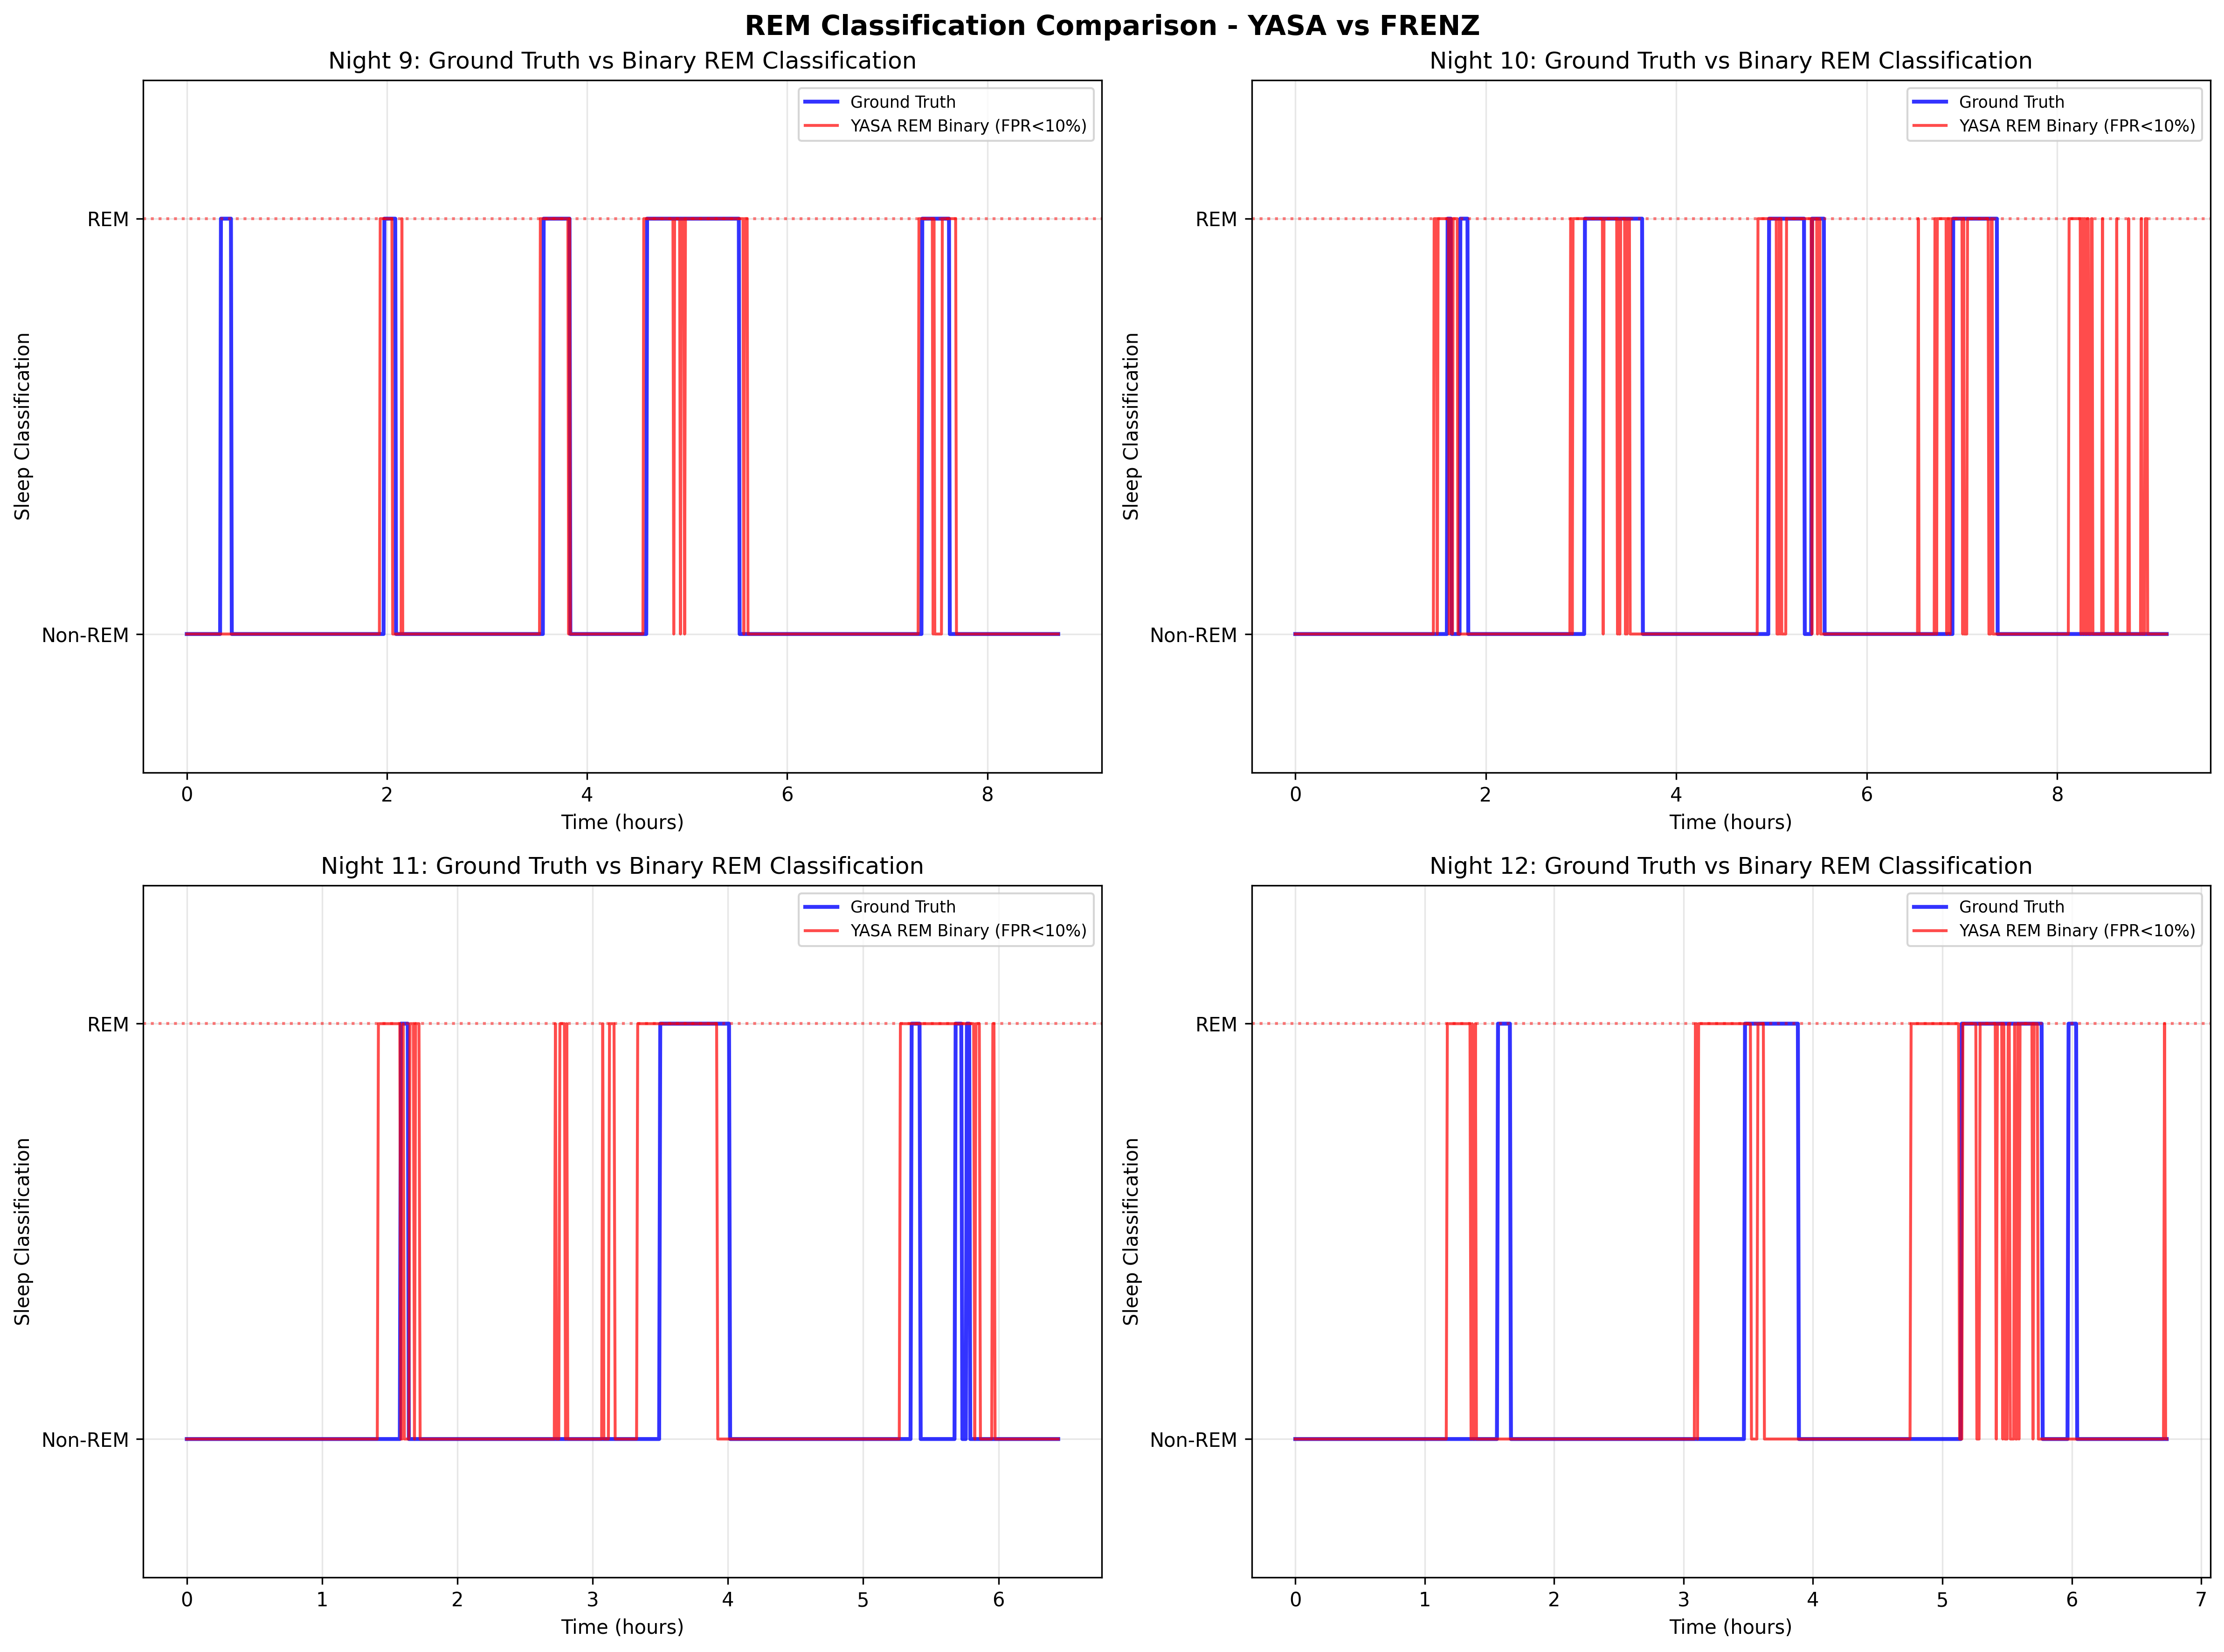 REM Classification Comparison - YASA vs FRENZ
Night 9: Ground Truth vs Binary REM Classification
Ground Truth
YASA REM Binary (FPR<10%)
REM
Non-REM
Sleep Classification
0 2 4 6 8
Time (hours)
Night 10: Ground Truth vs Binary REM Classification
Ground Truth
YASA REM Binary (FPR<10%)
REM
Non-REM
Sleep Classification
0 2 4 6 8
Time (hours)
Night 11: Ground Truth vs Binary REM Classification
Ground Truth
YASA REM Binary (FPR<10%)
REM
Non-REM
Sleep Classification
0 1 2 3 4 5 6
Time (hours)
Night 12: Ground Truth vs Binary REM Classification
Ground Truth
YASA REM Binary (FPR<10%)
REM
Non-REM
Sleep Classification
0 1 2 3 4 5 6 7
Time (hours)